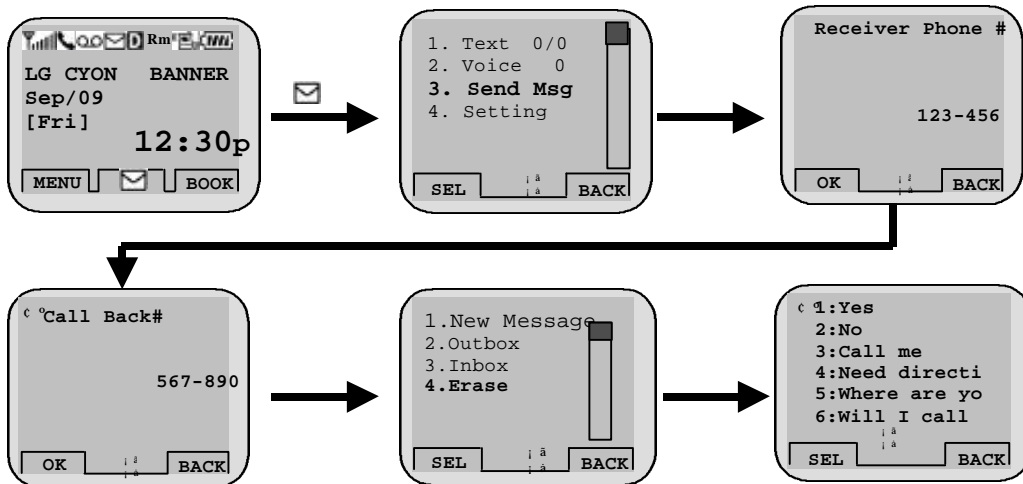 Rm
LG CYON BANNER
Sep/09
[Fri]
12:30p
MENU BOOK
1. Text 0/0
2. Voice 0
3. Send Msg
4. Setting
SEL BACK
Receiver Phone #
123-456
OK BACK
Call Back#
567-890
OK BACK
1.New Message
2.Outbox
3.Inbox
4.Erase
SEL BACK
1:Yes
2:No
3:Call me
4:Need directi
5:Where are yo
6:Will I call
SEL BACK